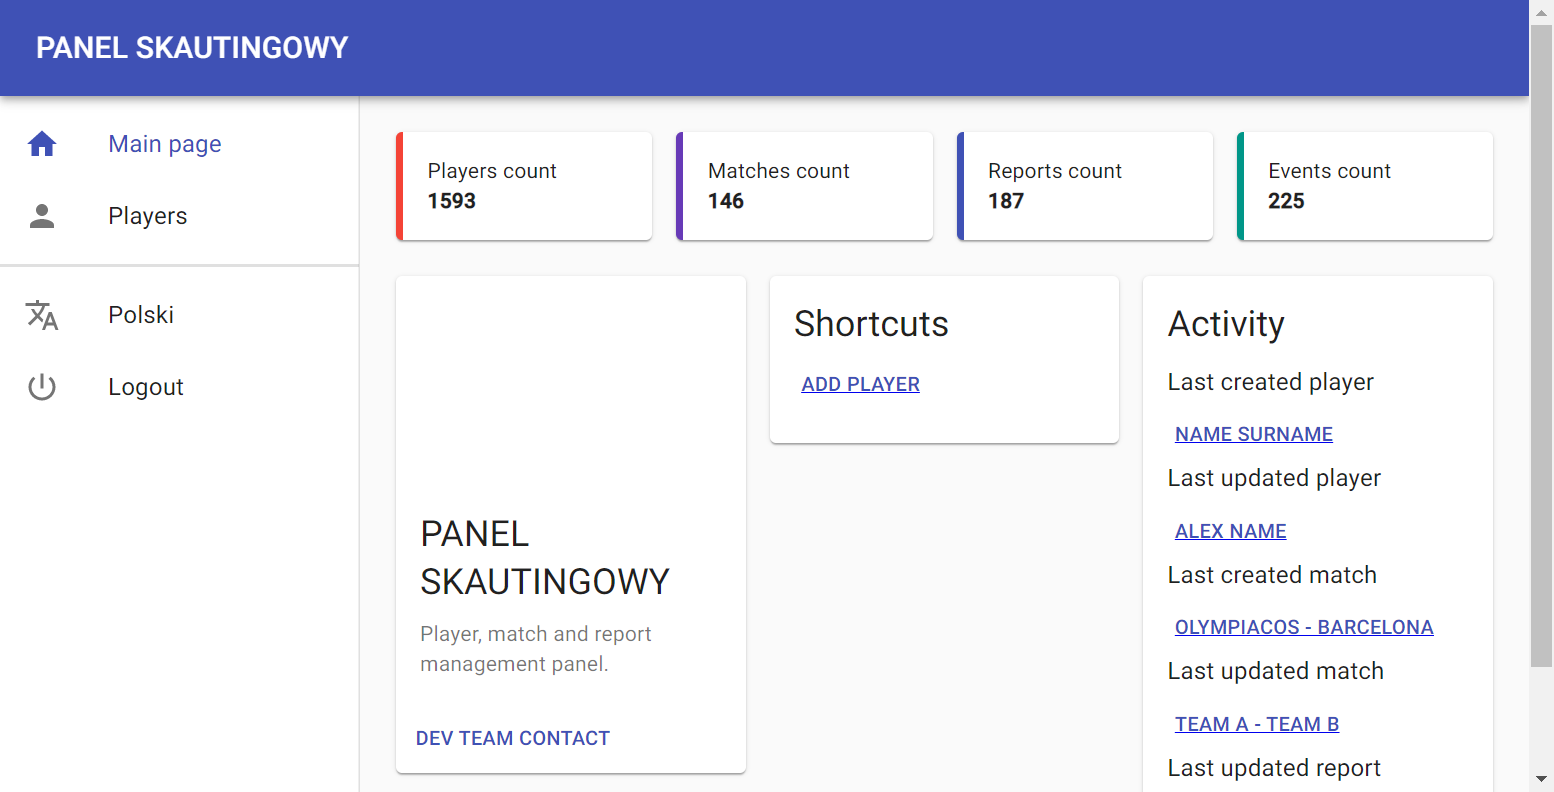 PANEL SKAUTINGOWY
Main page
Players
Polski
Logout
Players count
1593
Matches count
146
Reports count
187
Events count
225
PANEL
SKAUTINGOWY
Player, match and report
management panel.
DEV TEAM CONTACT
Shortcuts
ADD PLAYER
Activity
Last created player
NAME SURNAME
Last updated player
ALEX NAME
Last created match
OLYMPIACOS - BARCELONA
Last updated match
TEAM A - TEAM B
Last updated report